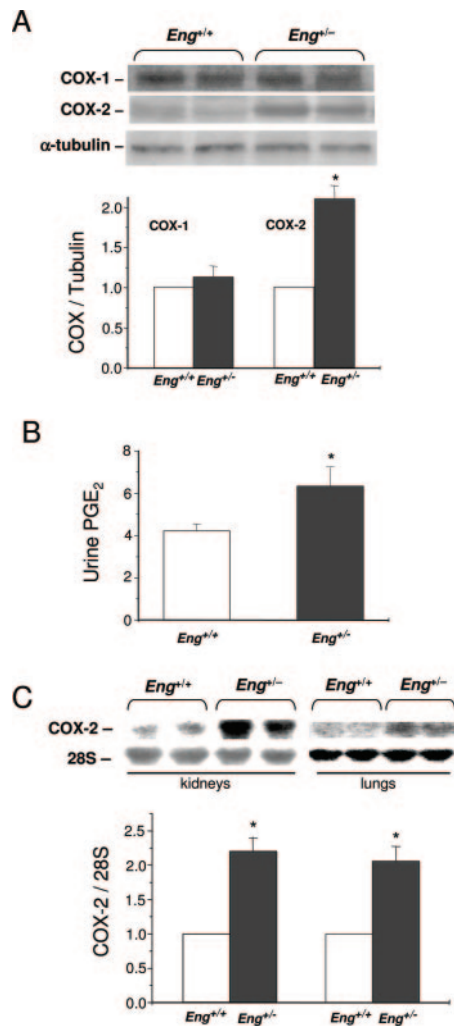 A
Eng+/+ Eng+/–
COX-1 –
COX-2 –
α-tubulin –
COX / Tubulin
2.0
1.5
1.0
0.5
0.0
COX-1 COX-2
*
Eng+/+ Eng+/- Eng+/+ Eng+/-
B
Urine PGE2
8
6
4
2
0
*
Eng+/+ Eng+/-
C
Eng+/+ Eng+/– Eng+/+ Eng+/–
COX-2 –
28S –
kidneys lungs
COX-2 / 28S
2.5
2.0
1.5
1.0
0.5
0.0
* *
Eng+/+ Eng+/- Eng+/+ Eng+/-